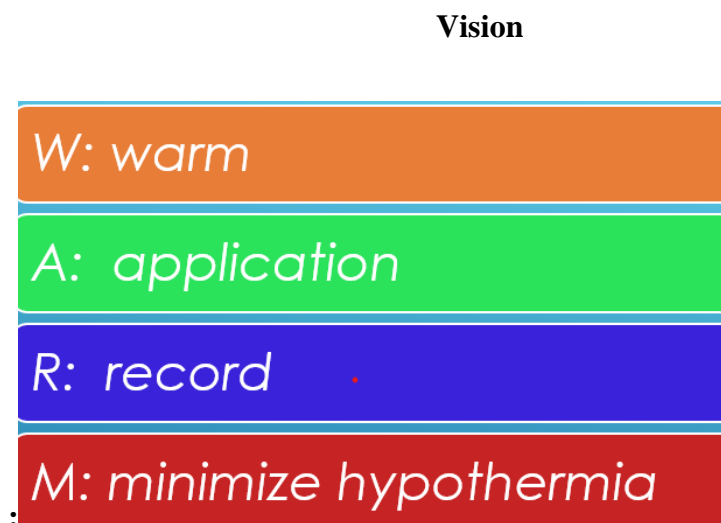 Vision
W: warm
A: application
R: record
M: minimize hypothermia
: